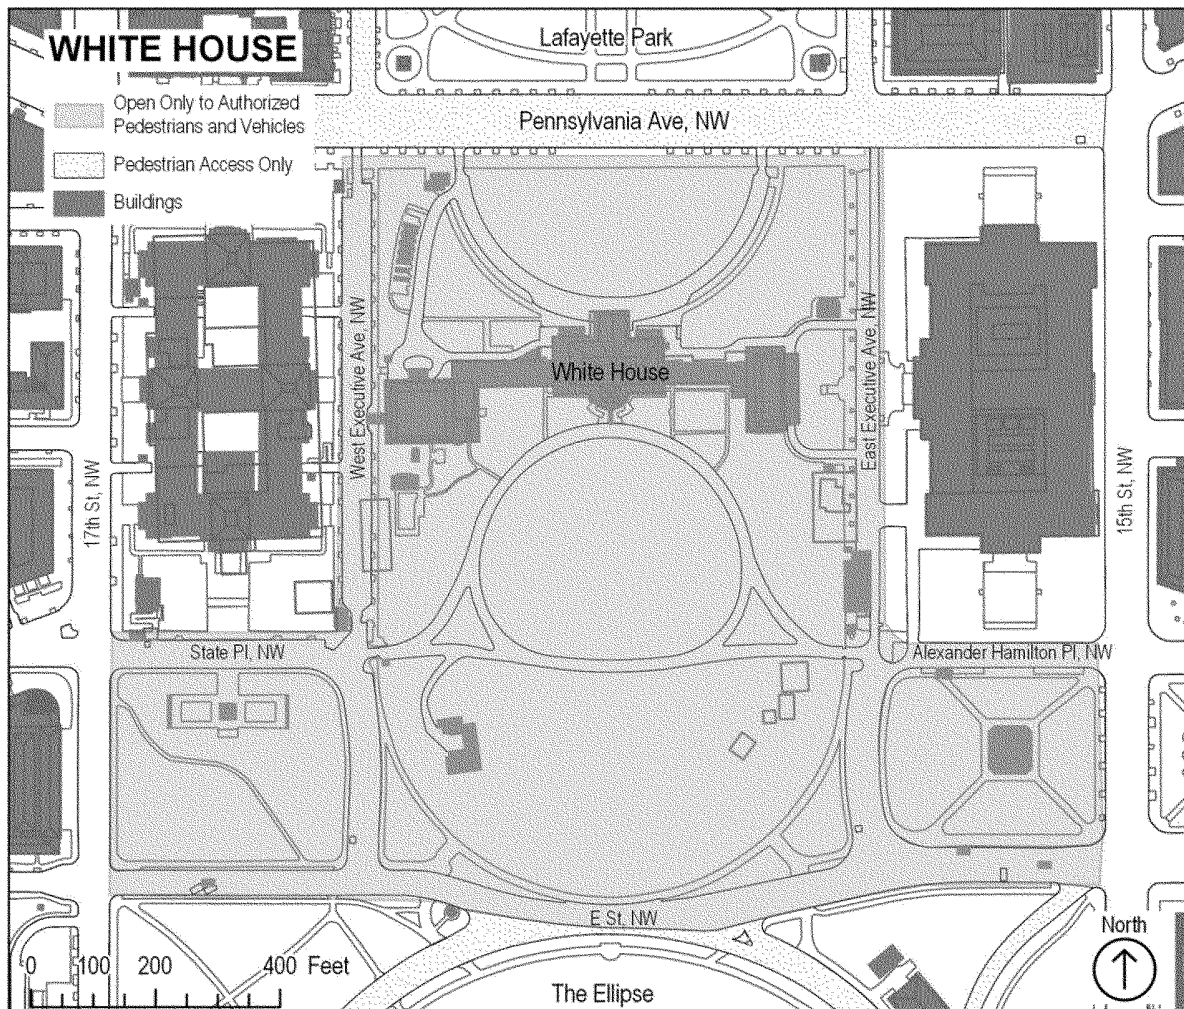 WHITE HOUSE
Lafayette Park
Open Only to Authorized
Pedestrians and Vehicles
Pennsylvania Ave, NW
Pedestrian Access Only
Buildings
West Executive Ave, NW
White House
East Executive Ave, NW
17th St, NW
15th St, NW
State Pl, NW
Alexander Hamilton Pl, NW
E St, NW
North
0 100 200 400 Feet
The Ellipse